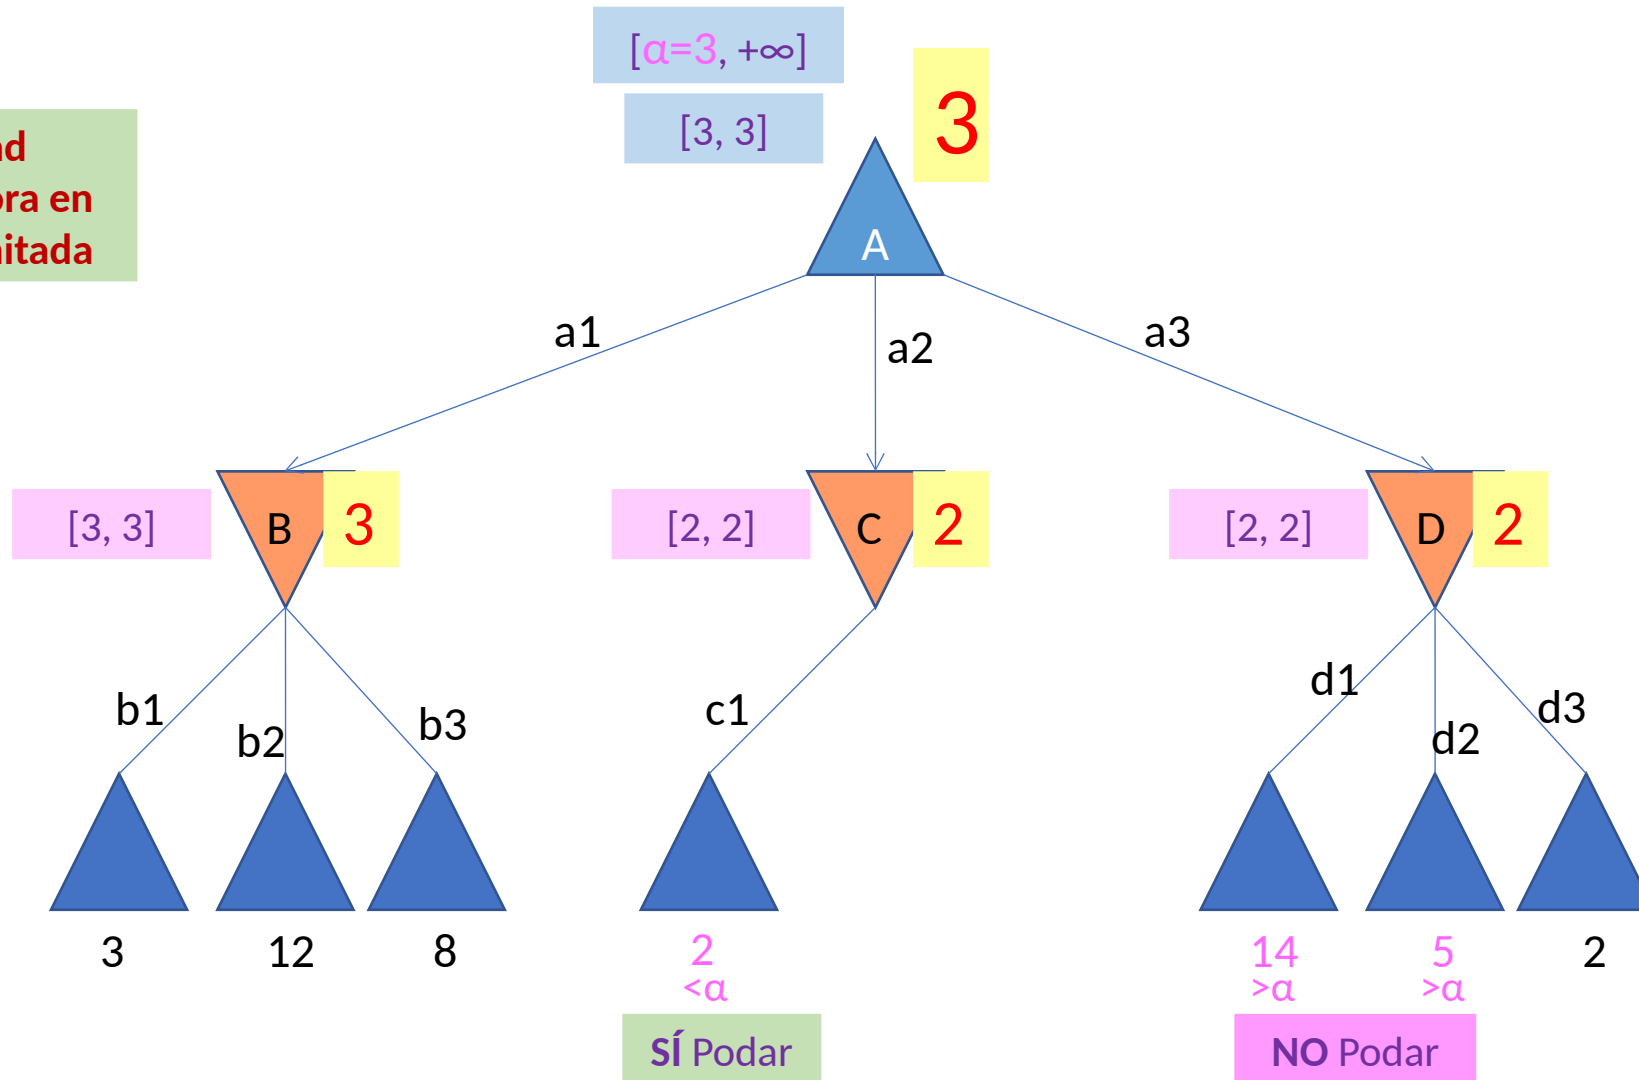 [α=3, +∞]
[3, 3]
3
en
A
a1
a2
a3
[3, 3]
B
3
[2, 2]
C
2
[2, 2]
D
2
b1
b2
b3
c1
d1
d2
d3
3
12
8
2
<α
14
>α
5
>α
2
SÍ Podar
NO Podar